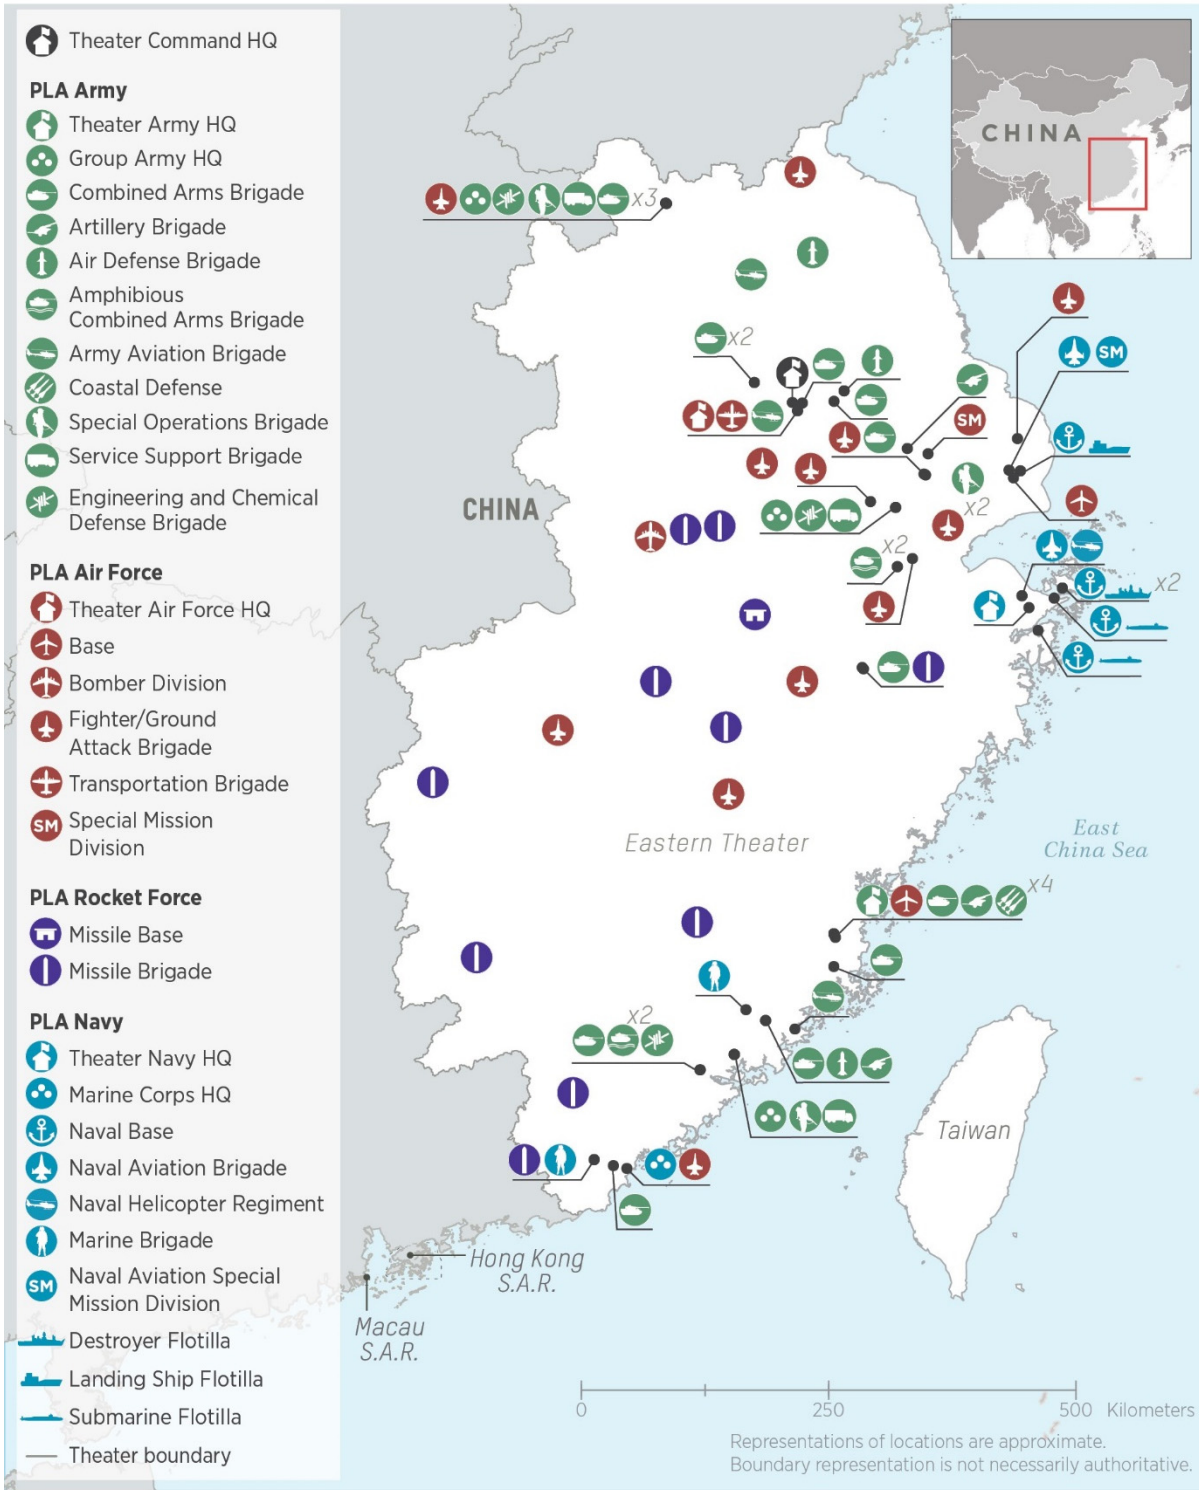 Theater Command HQ
PLA Army
Theater Army HQ
Group Army HQ
Combined Arms Brigade
Artillery Brigade
Air Defense Brigade
Amphibious
Combined Arms Brigade
Army Aviation Brigade
Coastal Defense
Special Operations Brigade
Service Support Brigade
Engineering and Chemical
Defense Brigade
PLA Air Force
Theater Air Force HQ
Base
Bomber Division
Fighter/Ground
Attack Brigade
Transportation Brigade
SM Special Mission
Division
PLA Rocket Force
Missile Base
Missile Brigade
PLA Navy
Theater Navy HQ
Marine Corps HQ
Naval Base
Naval Aviation Brigade
Naval Helicopter Regiment
Marine Brigade
SM Naval Aviation Special
Mission Division
Destroyer Flotilla
Landing Ship Flotilla
Submarine Flotilla
Theater boundary
CHINA
x3
x2
SM
SM
x2
CHINA
x2
x2
Eastern Theater
East
China Sea
x4
x2
Taiwan
Hong Kong
S.A.R.
Macau
S.A.R.
0 250 500 Kilometers
Representations of locations are approximate.
Boundary representation is not necessarily authoritative.